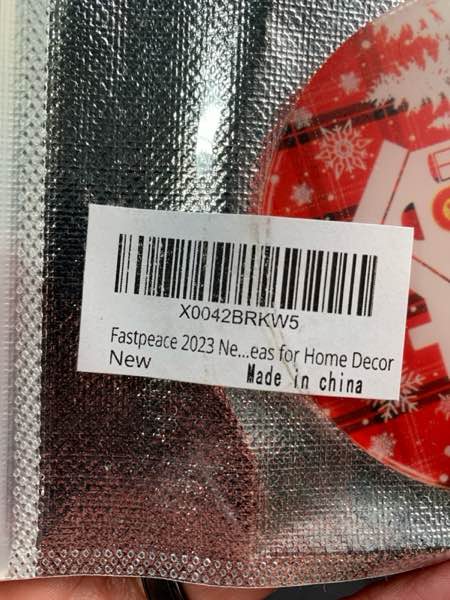 X0042BRKW5
Fastpeace 2023 Ne...eas for Home Decor
New
Made in china